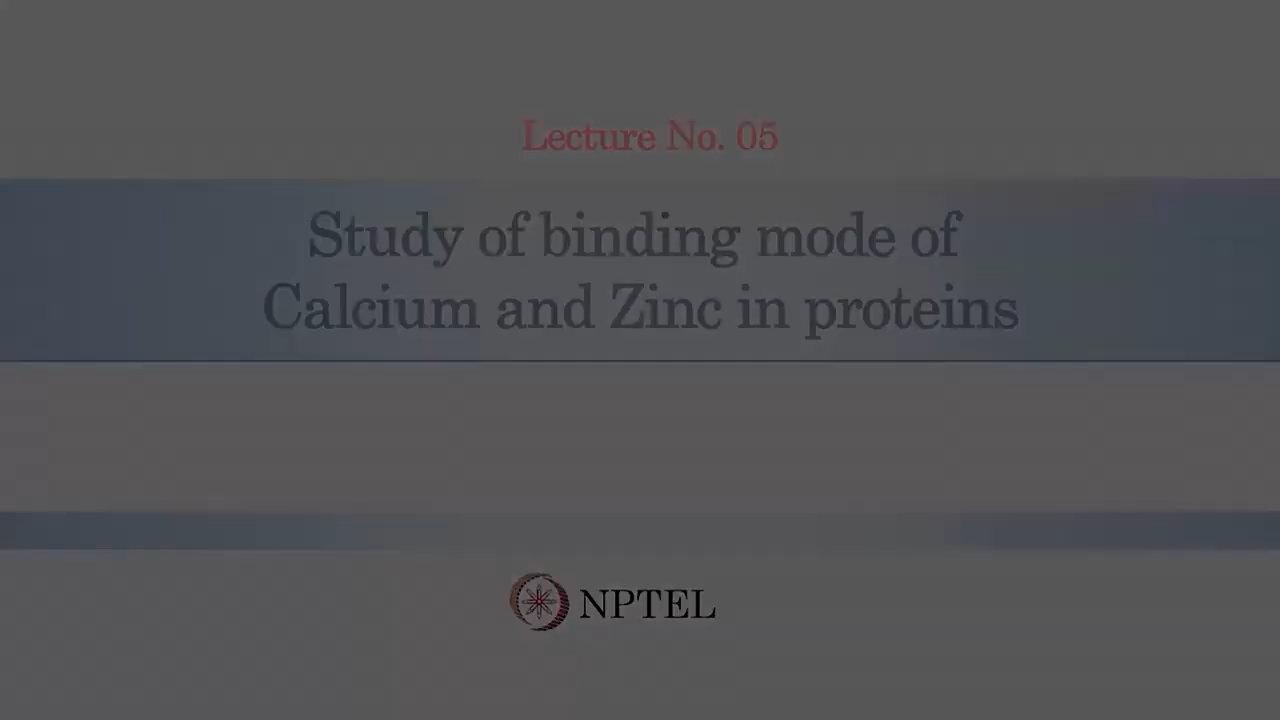 Lecture No. 05
Study of binding mode of
Calcium and Zinc in proteins
NPTEL